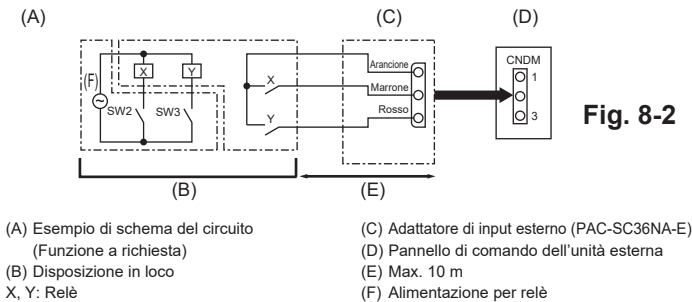 (A)
(C)
(D)
(F)
X
Y
SW2
SW3
X
Y
Arancione
Marrone
Rosso
CNDM
1
3
Fig. 8-2
(B)
(E)
(A) Esempio di schema del circuito
(Funzione a richiesta)
(B) Disposizione in loco
X, Y: Relè
(C) Adattatore di input esterno (PAC-SC36NA-E)
(D) Pannello di comando dell'unità esterna
(E) Max. 10 m
(F) Alimentazione per relè